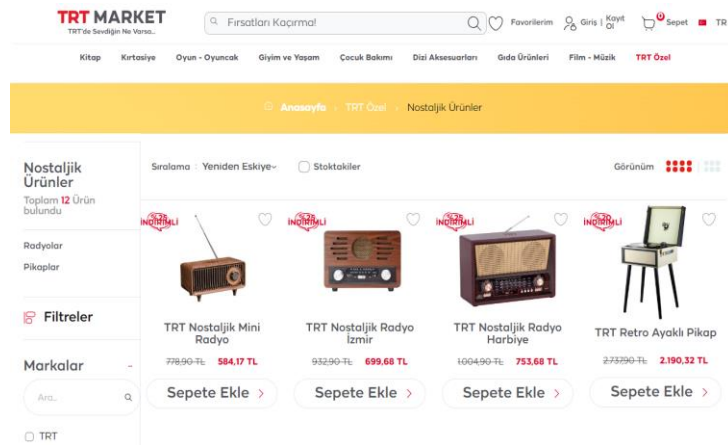 TRT MARKET
TRT'de Sevdiğin Ne Varsa..
Fırsatları Kaçırma!
Favorilerim
Giriş | Kayıt Ol
0
Sepet
TR
Kitap Kırtasiye Oyun - Oyuncak Giyim ve Yaşam Çocuk Bakımı Dizi Aksesuarları Gıda Ürünleri Film - Müzik TRT Özel
Anasayfa TRT Özel Nostaljik Ürünler
Nostaljik Ürünler
Toplam 12 Ürün bulundu
Radyolar
Pikaplar
Filtreler
Markalar -
Ara..
TRT
Sıralama : Yeniden Eskiye
Stoktakiler
Görünüm
%25 İNDİRİMLİ
TRT Nostaljik Mini Radyo
778,90 TL 584,17 TL
Sepete Ekle
%25 İNDİRİMLİ
TRT Nostaljik Radyo İzmir
932,90 TL 699,68 TL
Sepete Ekle
%25 İNDİRİMLİ
TRT Nostaljik Radyo Harbiye
1.004,90 TL 753,68 TL
Sepete Ekle
%20 İNDİRİMLİ
TRT Retro Ayaklı Pikap
2.737,90 TL 2.190,32 TL
Sepete Ekle